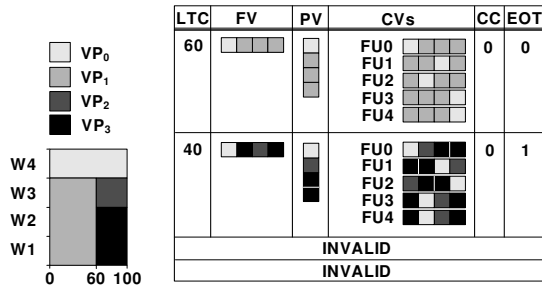 LTC FV PV CVs CC EOT
60 FU0 0 0
FU1
FU2
FU3
FU4
40 FU0 0 1
FU1
FU2
FU3
FU4
INVALID
INVALID
VP0
VP1
VP2
VP3
W4
W3
W2
W1
0 60 100